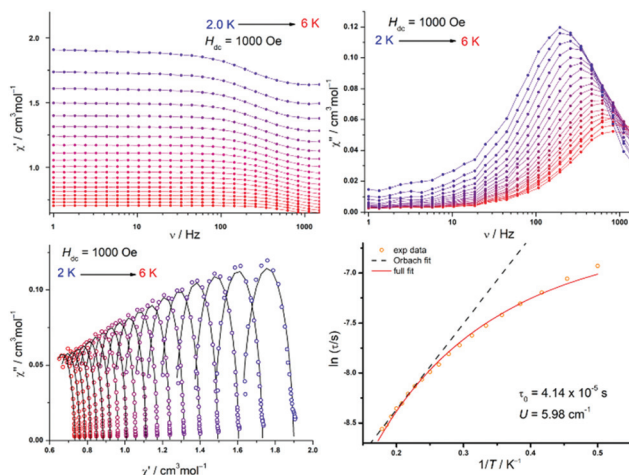 2.0 K 6 K
H_dc = 1000 Oe
χ' / cm³mol⁻¹
2.0
1.5
1.0
1 10 100 1000
ν / Hz
H_dc = 1000 Oe
2 K 6 K
χ'' / cm³mol⁻¹
0.12
0.10
0.08
0.06
0.04
0.02
0.00
1 10 100 1000
ν / Hz
H_dc = 1000 Oe
2 K 6 K
χ'' / cm³mol⁻¹
0.10
0.05
0.00
0.6 0.8 1.0 1.2 1.4 1.6 1.8 2.0
χ' / cm³mol⁻¹
exp data
Orbach fit
full fit
ln (τ/s)
-7.0
-7.5
-8.0
-8.5
τ₀ = 4.14 x 10⁻⁵ s
U = 5.98 cm⁻¹
0.2 0.3 0.4 0.5
1/T / K⁻¹